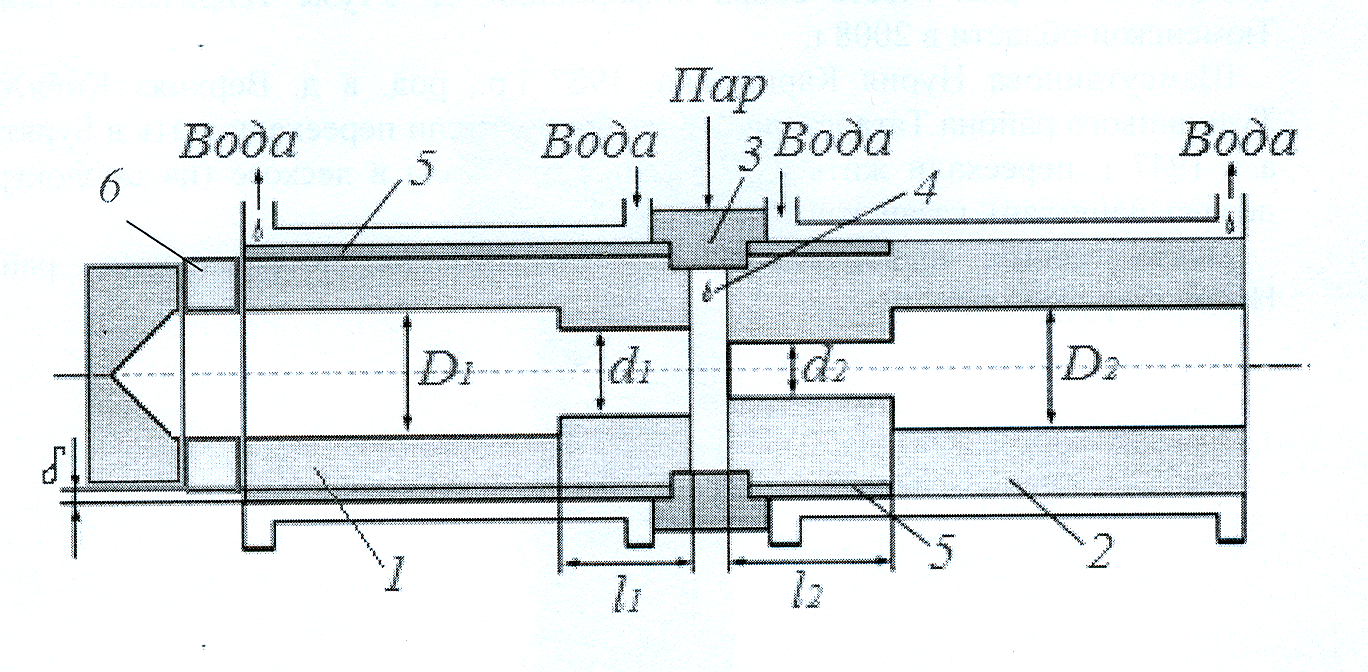 Пар
Вода Вода Вода Вода
6 5 3 4
D1 d1 d2 D2
δ
1 5 2
l1 l2